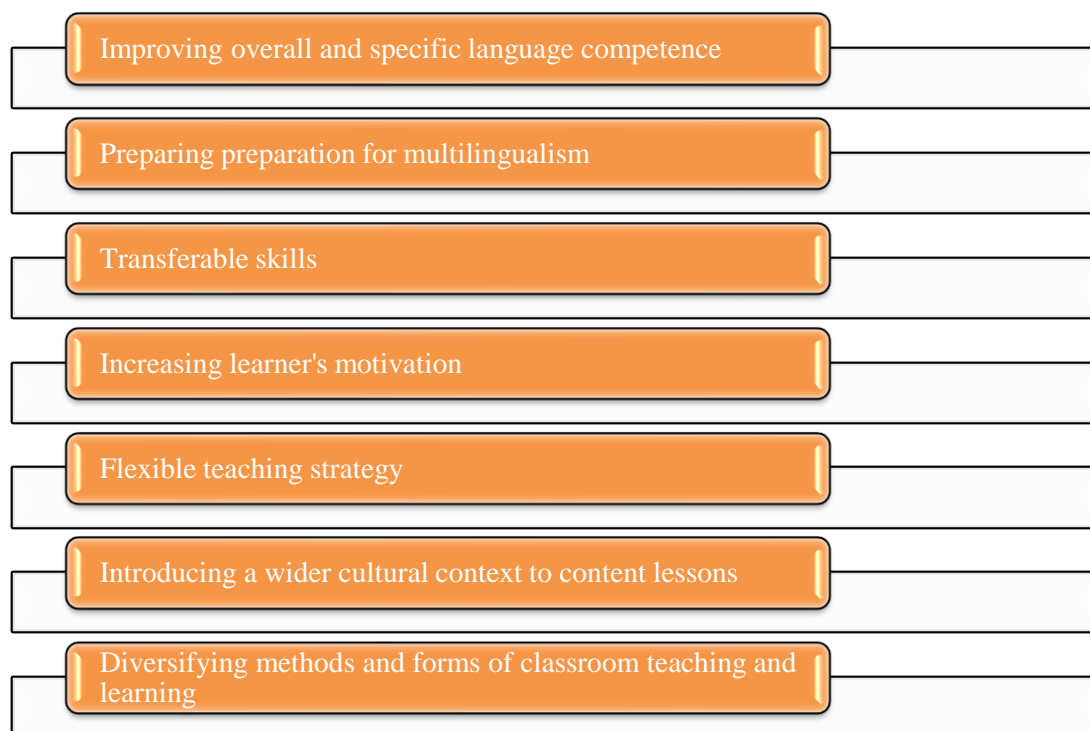 Improving overall and specific language competence
Preparing preparation for multilingualism
Transferable skills
Increasing learner's motivation
Flexible teaching strategy
Introducing a wider cultural context to content lessons
Diversifying methods and forms of classroom teaching and
learning